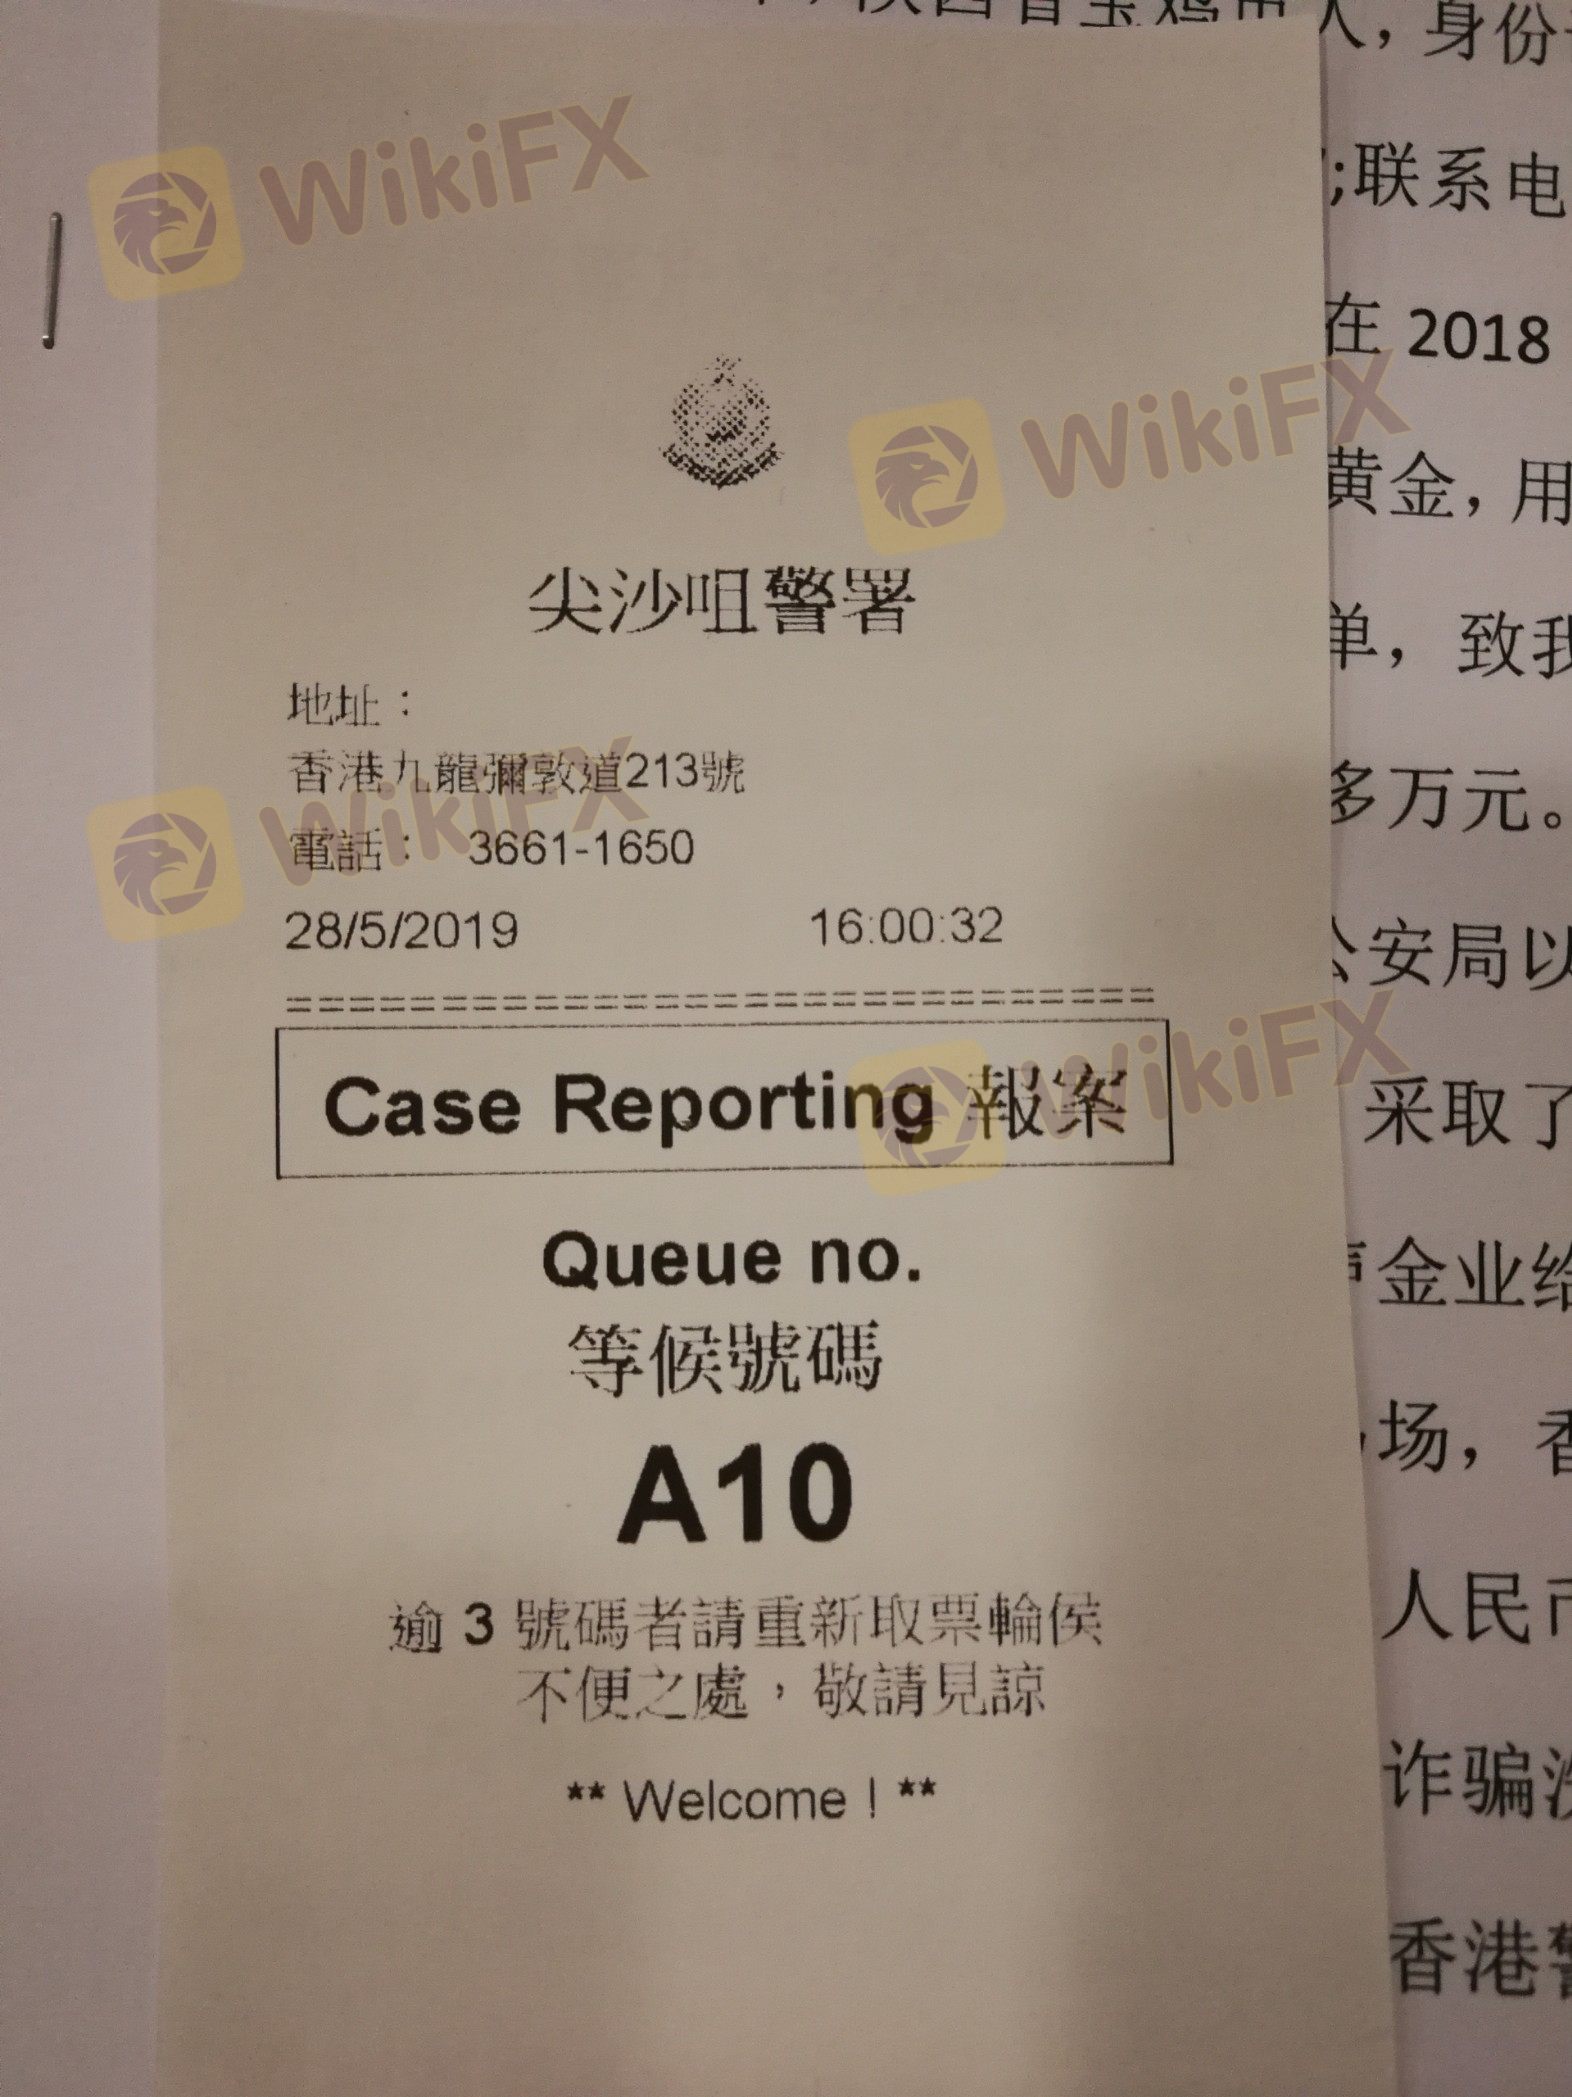 WikiFX
人，身份
;联系电
在 2018
WikiFX
黄金，用
尖沙咀警署
单，致我
地址：
香港九龍彌敦道213號
多万元。
WikiFX
電話： 3661-1650
28/5/2019 16:00:32
公安局以
================================
WikiFX
Case Reporting 報案
采取了
Queue no.
金业给
等候號碼
场，香
A10
逾 3 號碼者請重新取票輪侯
人民币
不便之處，敬請見諒
诈骗
** Welcome ! **
香港警